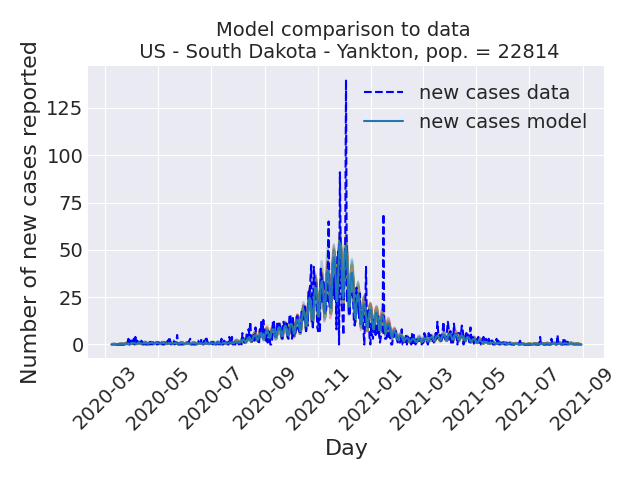 Model comparison to data
US - South Dakota - Yankton, pop. = 22814
new cases data
new cases model
Number of new cases reported
125
100
75
50
25
0
2020-03
2020-05
2020-07
2020-09
2020-11
2021-01
2021-03
2021-05
2021-07
2021-09
Day